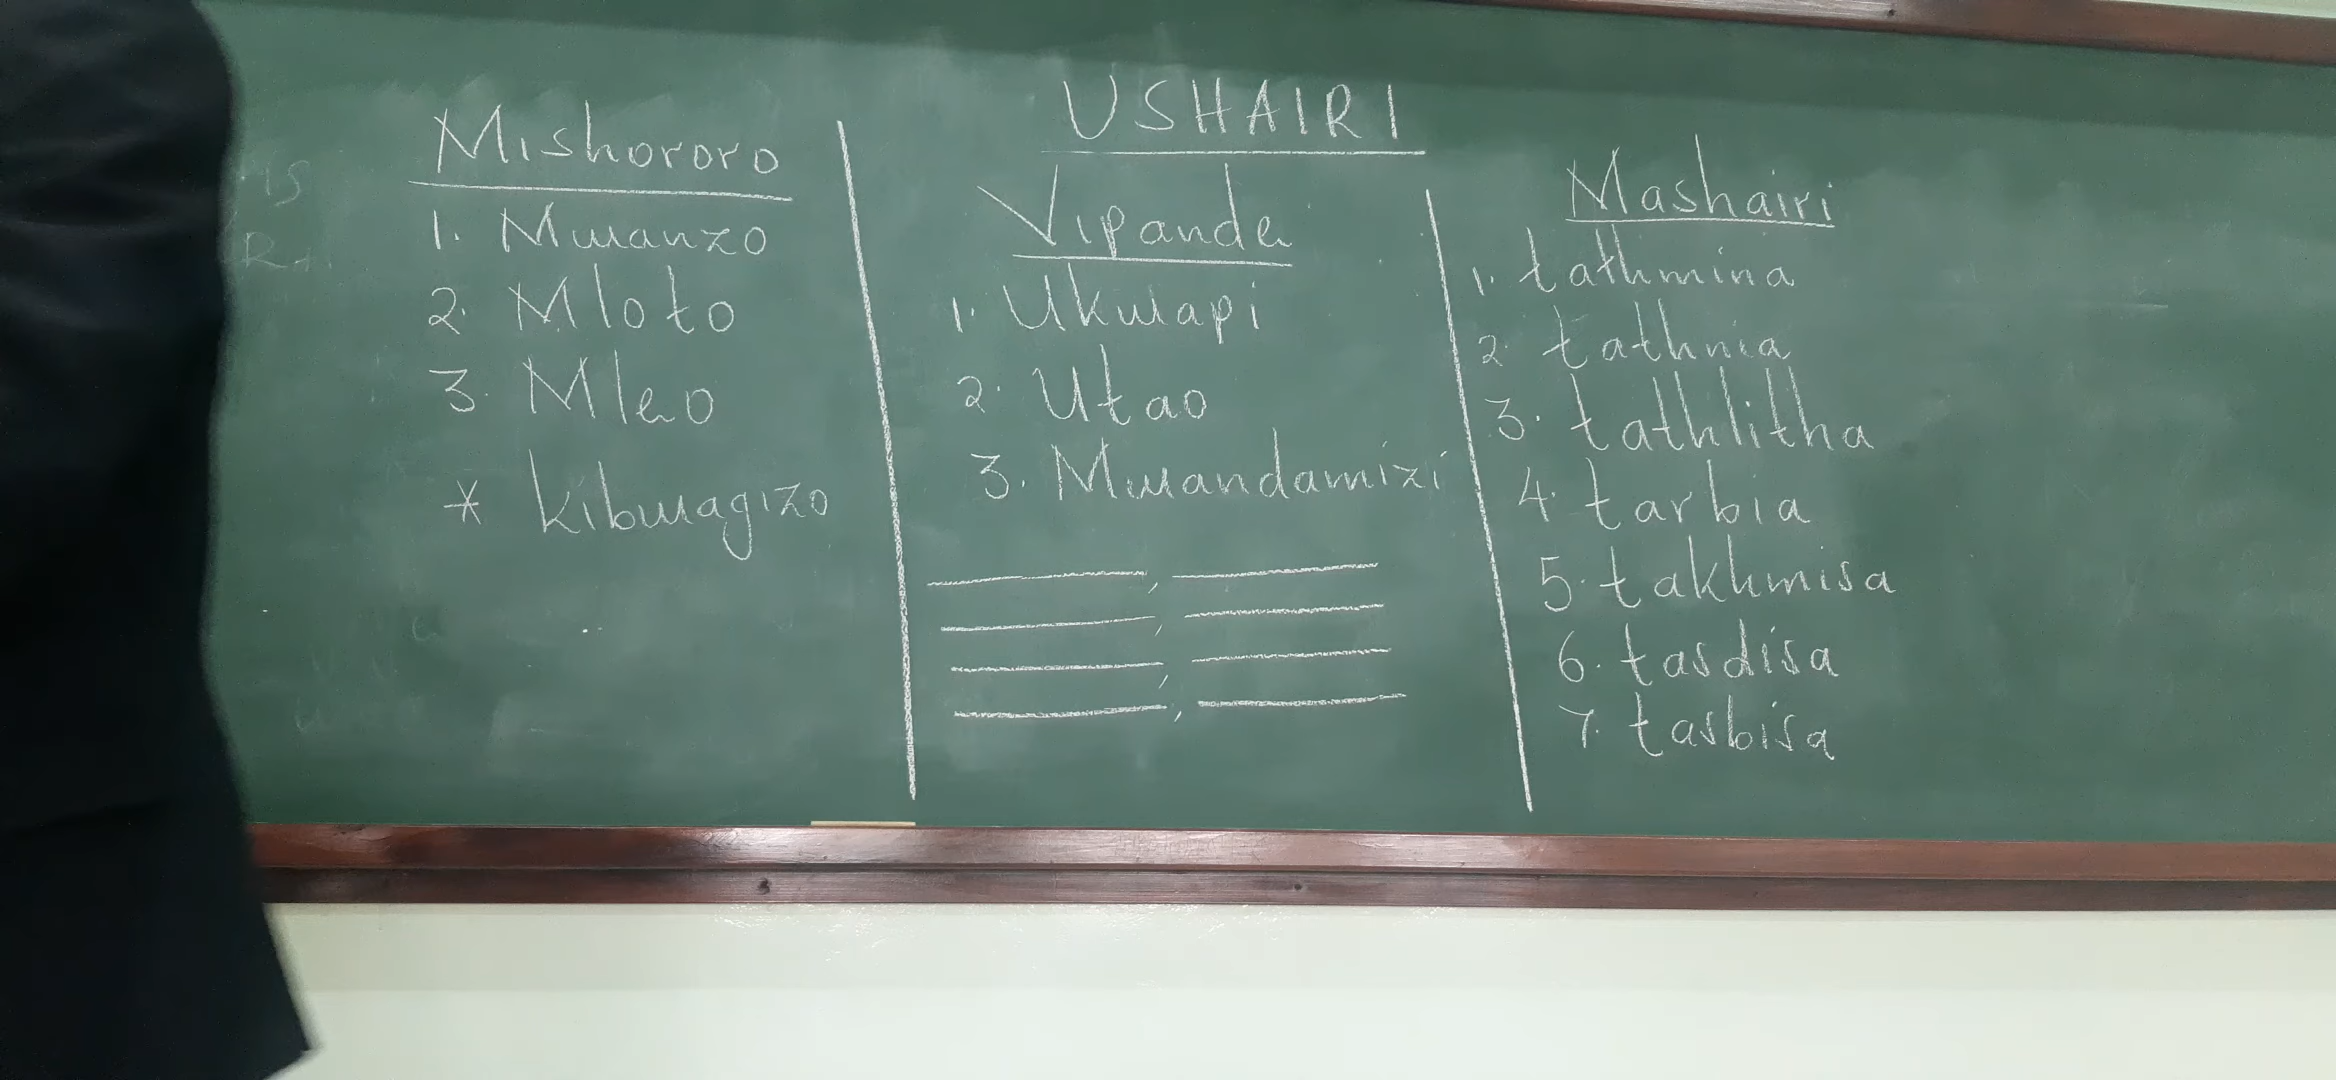 USHAIRI
Mishororo
1. Mwanzo
2. Mloto
3. Mleo
* Kibwagizo
Vipande
1. Ukwapi
2. Utao
3. Mwandamizi
Mashairi
1. tathmina
2. tathnia
3. tathlitha
4. tarbia
5. takhmisa
6. tasdisa
7. tasbisa